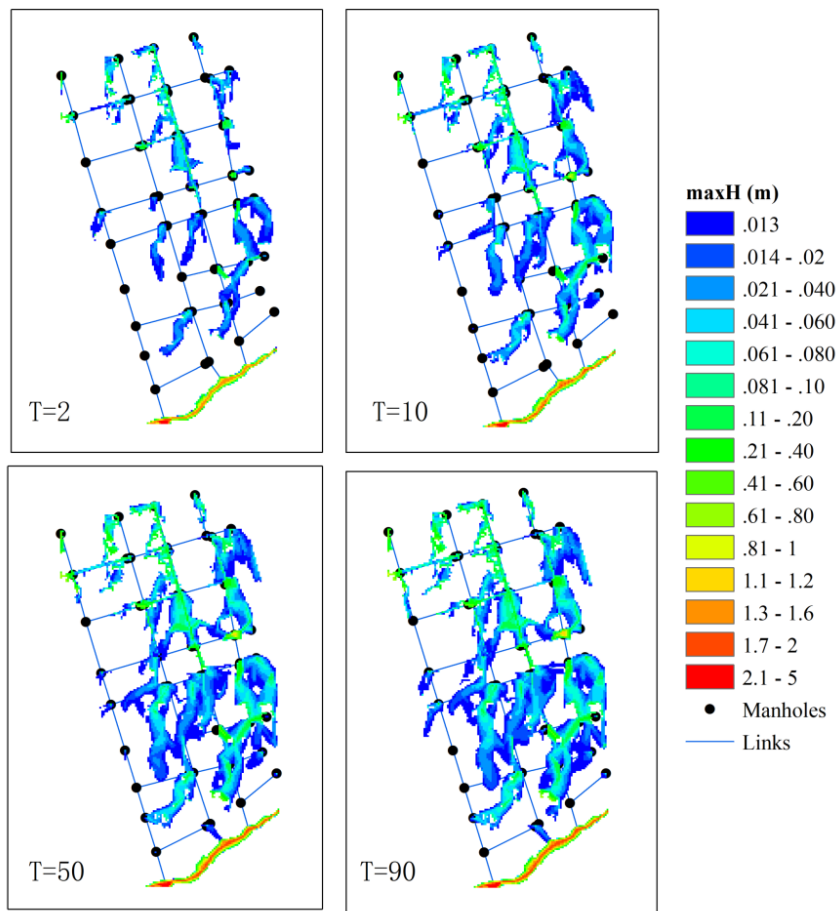 T=2
T=10
T=50
T=90
maxH (m)
.013
.014 - .02
.021 - .040
.041 - .060
.061 - .080
.081 - .10
.11 - .20
.21 - .40
.41 - .60
.61 - .80
.81 - 1
1.1 - 1.2
1.3 - 1.6
1.7 - 2
2.1 - 5
Manholes
Links